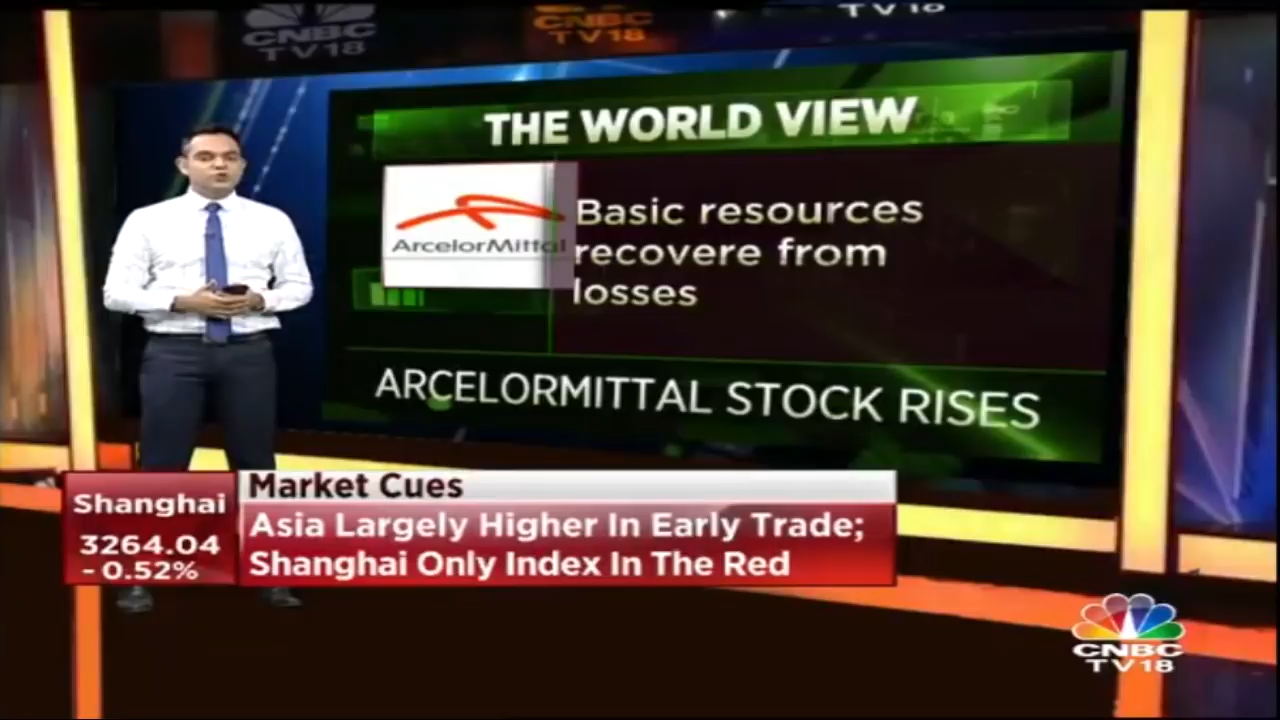 CNBC
TV18
CNBC
TV18
TV18
THE WORLD VIEW
ArcelorMittal
Basic resources
recovere from
losses
ARCELORMITTAL STOCK RISES
Shanghai
3264.04
- 0.52%
Market Cues
Asia Largely Higher In Early Trade;
Shanghai Only Index In The Red
CNBC
TV18